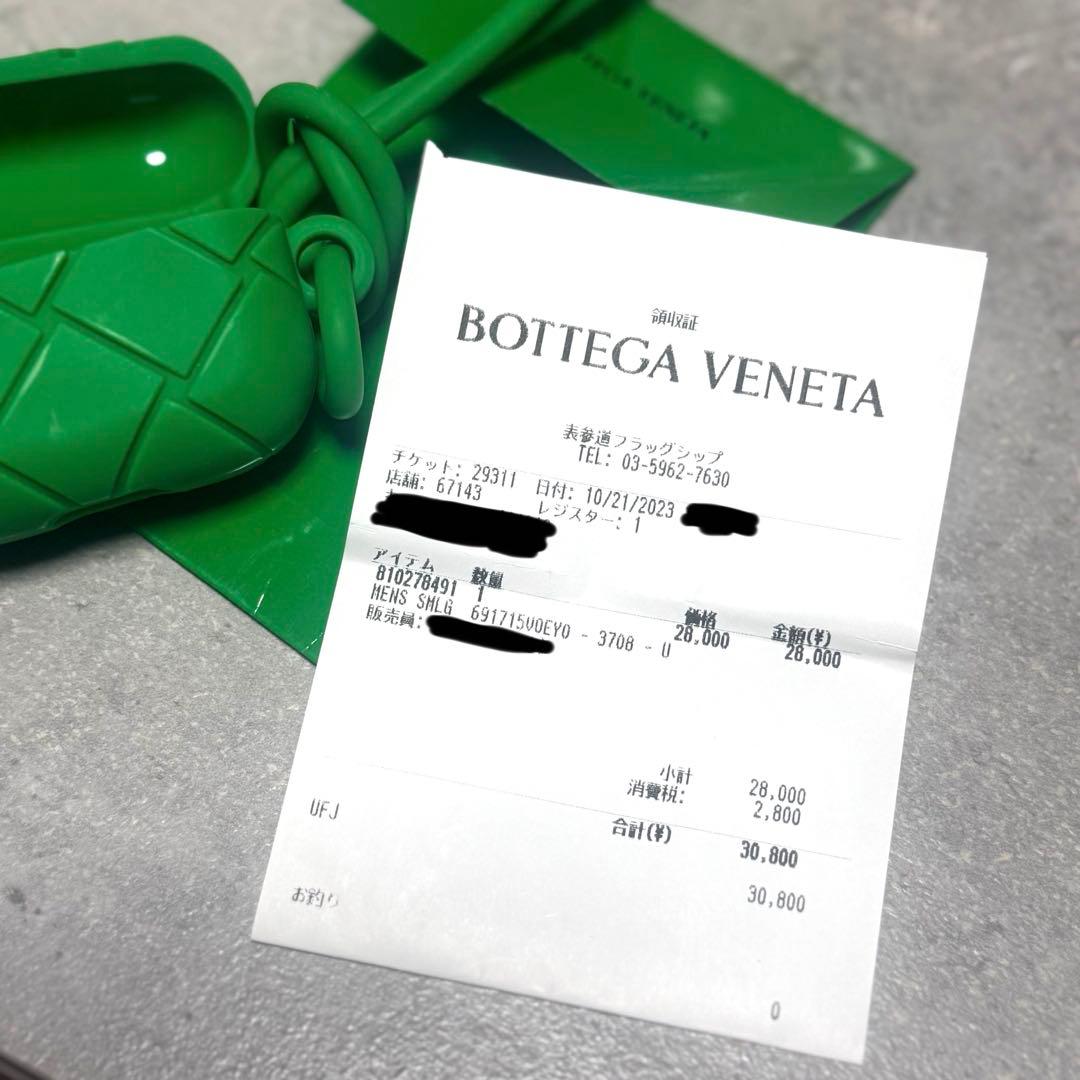 BOTTEGA VENETA
領収証
BOTTEGA VENETA
表参道フラッグシップ
TEL: 03-5962-7630
チケット: 29311 日付: 10/21/2023
店舗: 67143 レジスター: 1
アイテム 数量 価格 金額(¥)
810278491 1 28,000 28,000
MENS SMLG 691715V0EY0 - 3708 - U
販売員:
小計 28,000
消費税: 2,800
合計(¥) 30,800
UFJ 30,800
お釣り 0